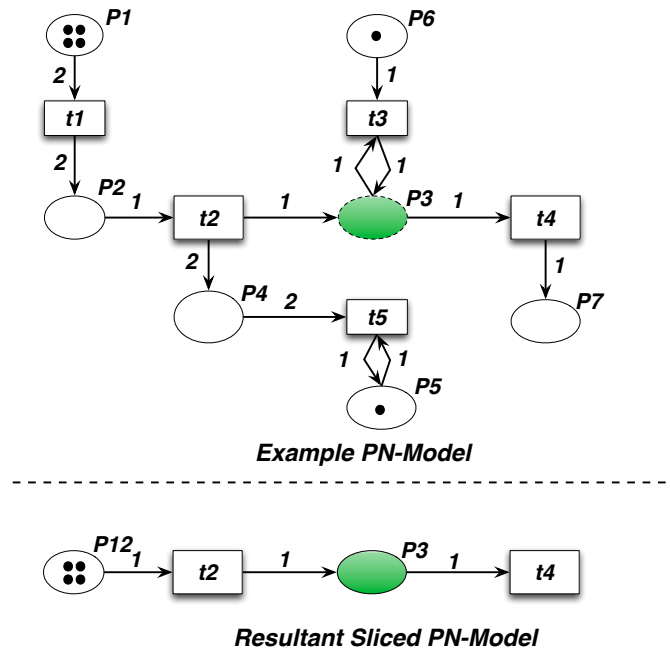 P1
P6
2
1
t1
t3
2
1 1
P2
P3
1
1
1
t2
t4
2
1
P4
2
P7
t5
1 1
P5
Example PN-Model
P12
P3
1
1
1
t2
t4
Resultant Sliced PN-Model